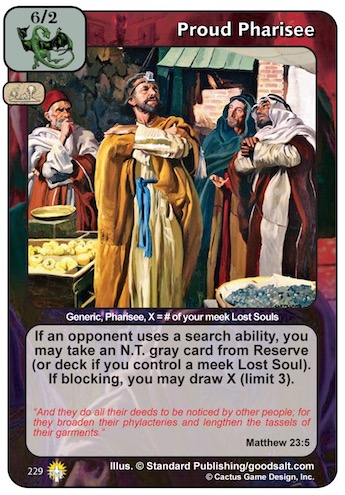 6/2
Proud Pharisee
Generic, Pharisee, X = # of your meek Lost Souls
If an opponent uses a search ability, you
may take an N.T. gray card from Reserve
(or deck if you control a meek Lost Soul).
If blocking, you may draw X (limit 3).
"And they do all their deeds to be noticed by other people; for
they broaden their phylacteries and lengthen the tassels of
their garments."
Matthew 23:5
229
Illus. © Standard Publishing/goodsalt.com
© Cactus Game Design, Inc.